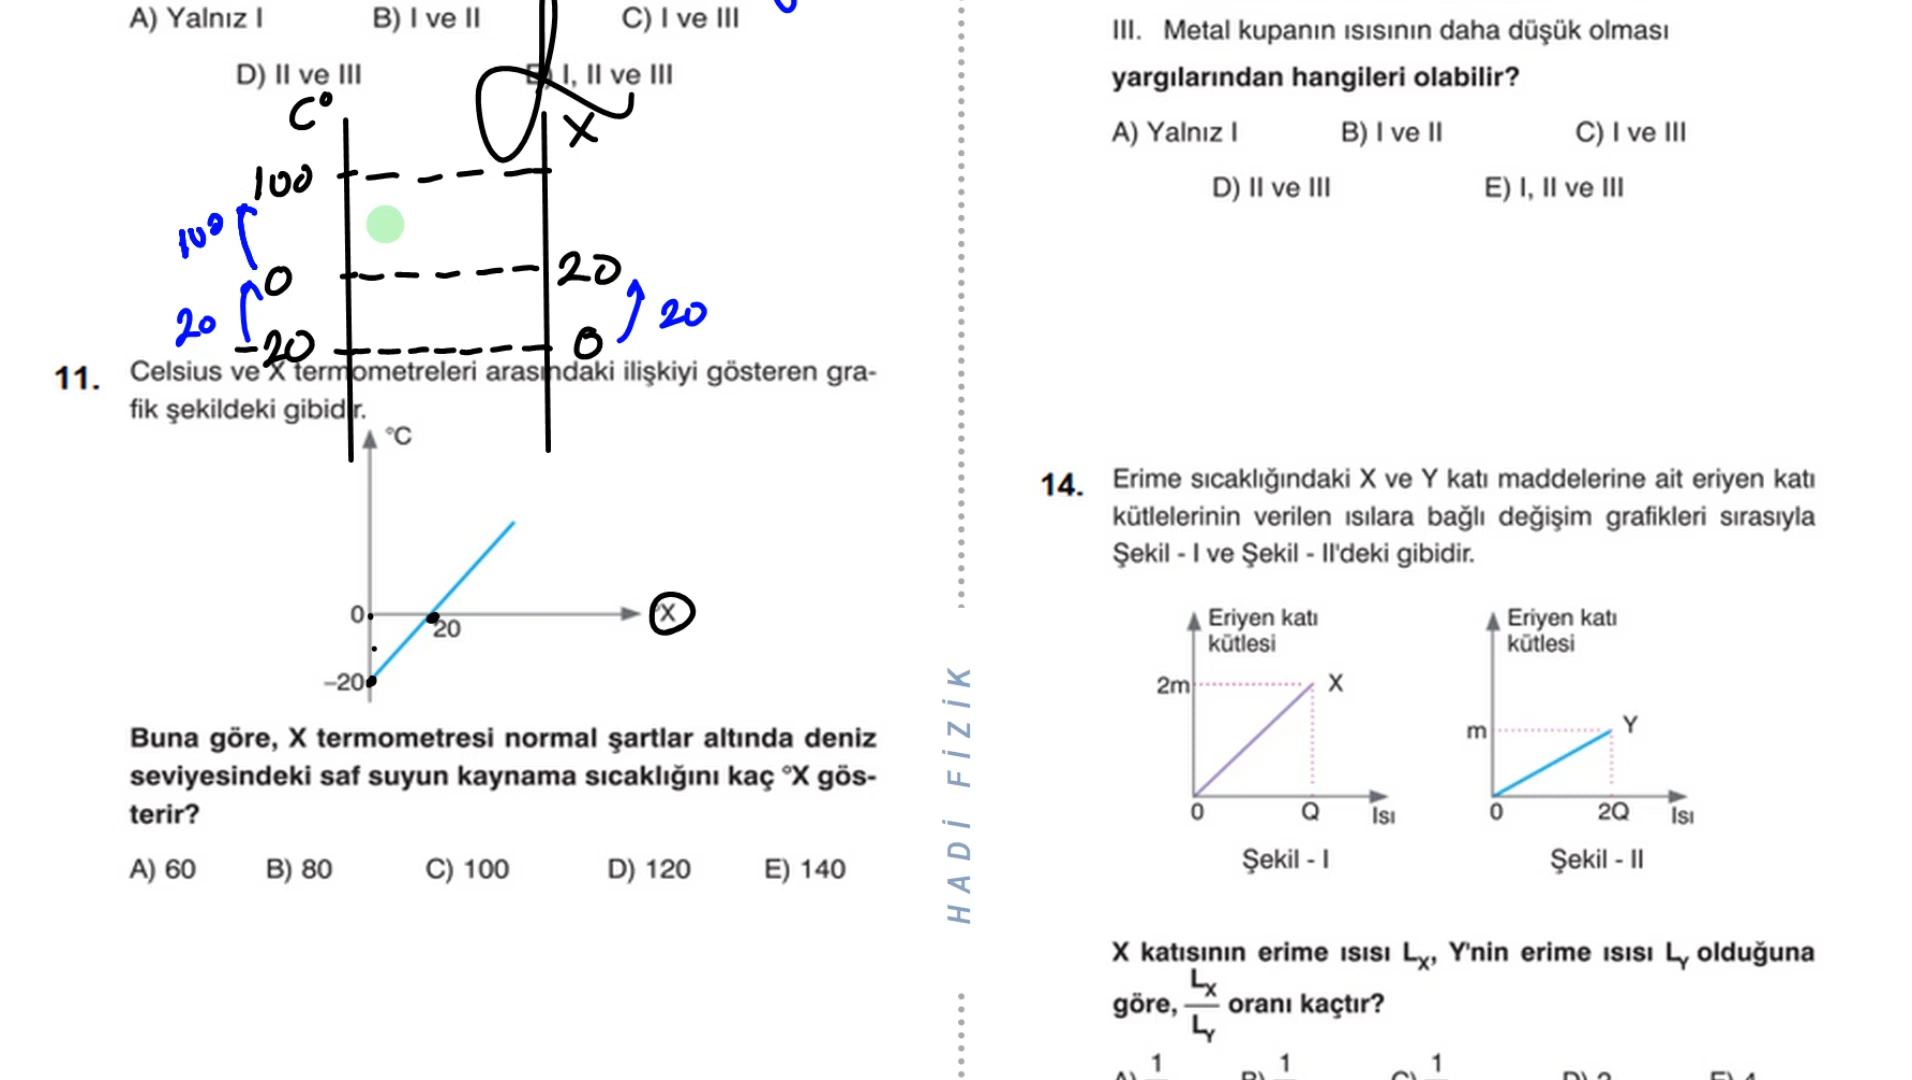 A) Yalnız I B) I ve II C) I ve III
D) II ve III E) I, II ve III
C° X
100
100
0 20
20 20
-20 0
11. Celsius ve X termometreleri arasındaki ilişkiyi gösteren gra-
fik şekildeki gibidir.
°C
0 °X
20
–20
Buna göre, X termometresi normal şartlar altında deniz
seviyesindeki saf suyun kaynama sıcaklığını kaç °X gös-
terir?
A) 60 B) 80 C) 100 D) 120 E) 140
HADİ FİZİK
III. Metal kupanın ısısının daha düşük olması
yargılarından hangileri olabilir?
A) Yalnız I B) I ve II C) I ve III
D) II ve III E) I, II ve III
14. Erime sıcaklığındaki X ve Y katı maddelerine ait eriyen katı
kütlelerinin verilen ısılara bağlı değişim grafikleri sırasıyla
Şekil - I ve Şekil - II'deki gibidir.
Eriyen katı
kütlesi
2m X
0 Q Isı
Şekil - I
Eriyen katı
kütlesi
m Y
0 2Q Isı
Şekil - II
X katısının erime ısısı LX, Y'nin erime ısısı LY olduğuna
göre, LX/LY oranı kaçtır?